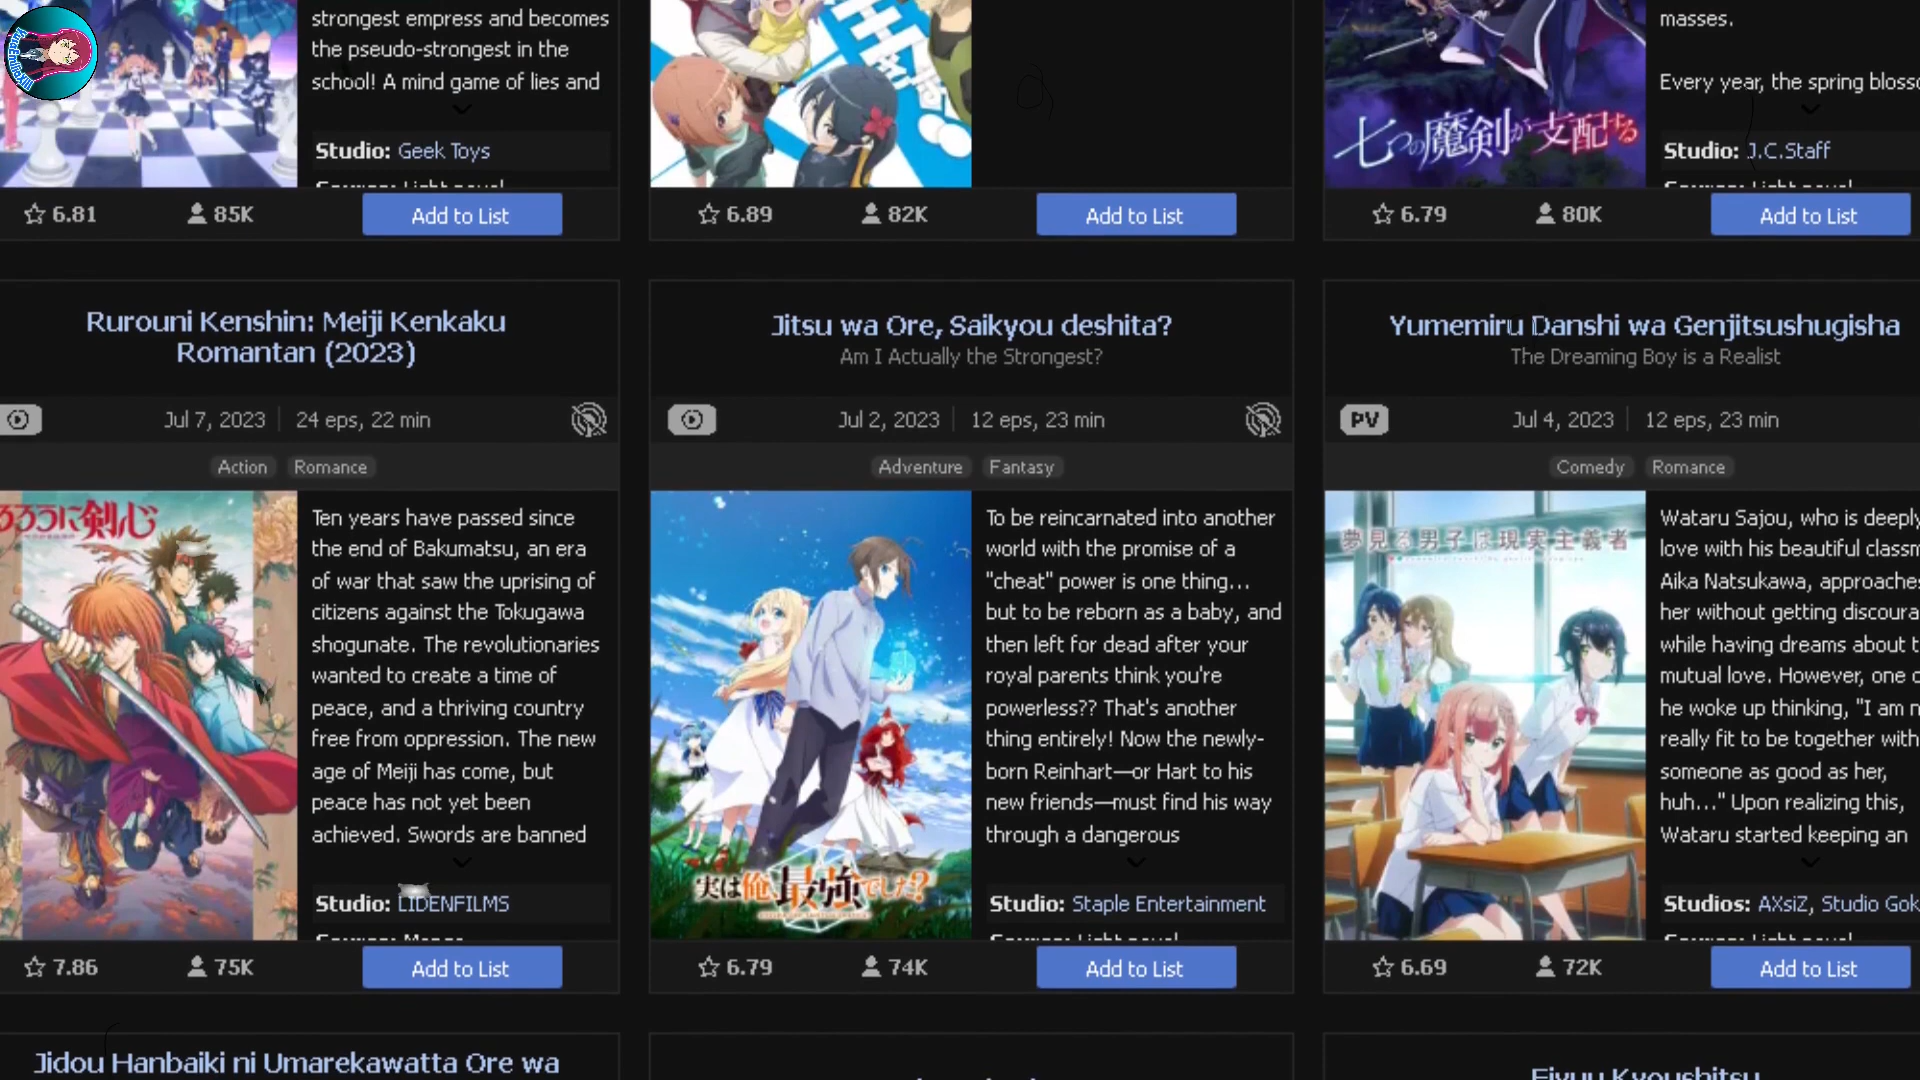 strongest empress and becomes
the pseudo-strongest in the
school! A mind game of lies and
Studio: Geek Toys
6.81
85K
Add to List
6.89
82K
Add to List
masses.
Every year, the spring
七つの魔剣が支配する
Studio: J.C.Staff
6.79
80K
Add to List
Rurouni Kenshin: Meiji Kenkaku
Romantan (2023)
Jul 7, 2023
24 eps, 22 min
Action
Romance
るろうに剣心
Ten years have passed since
the end of Bakumatsu, an era
of war that saw the uprising of
citizens against the Tokugawa
shogunate. The revolutionaries
wanted to create a time of
peace, and a thriving country
free from oppression. The new
age of Meiji has come, but
peace has not yet been
achieved. Swords are banned
Studio: LIDENFILMS
7.86
75K
Add to List
Jitsu wa Ore, Saikyou deshita?
Am I Actually the Strongest?
Jul 2, 2023
12 eps, 23 min
Adventure
Fantasy
To be reincarnated into another
world with the promise of a
"cheat" power is one thing...
but to be reborn as a baby, and
then left for dead after your
royal parents think you're
powerless?? That's another
thing entirely! Now the newly-
born Reinhart—or Hart to his
new friends—must find his way
through a dangerous
実は俺、最強でした?
Studio: Staple Entertainment
6.79
74K
Add to List
Yumemiru Danshi wa Genjitsushugisha
The Dreaming Boy is a Realist
PV
Jul 4, 2023
12 eps, 23 min
Comedy
Romance
夢見る男子は現実主義者
Wataru Sajou, who is deeply
love with his beautiful
Aika Natsukawa, approaches
her without getting
while having dreams about
mutual love. However, one
he woke up thinking, "I am
really fit to be together with
someone as good as her,
huh..." Upon realizing this,
Wataru started keeping an
Studios: AXsiZ, Studio
6.69
72K
Add to List
Jidou Hanbaiki ni Umarekawatta Ore wa